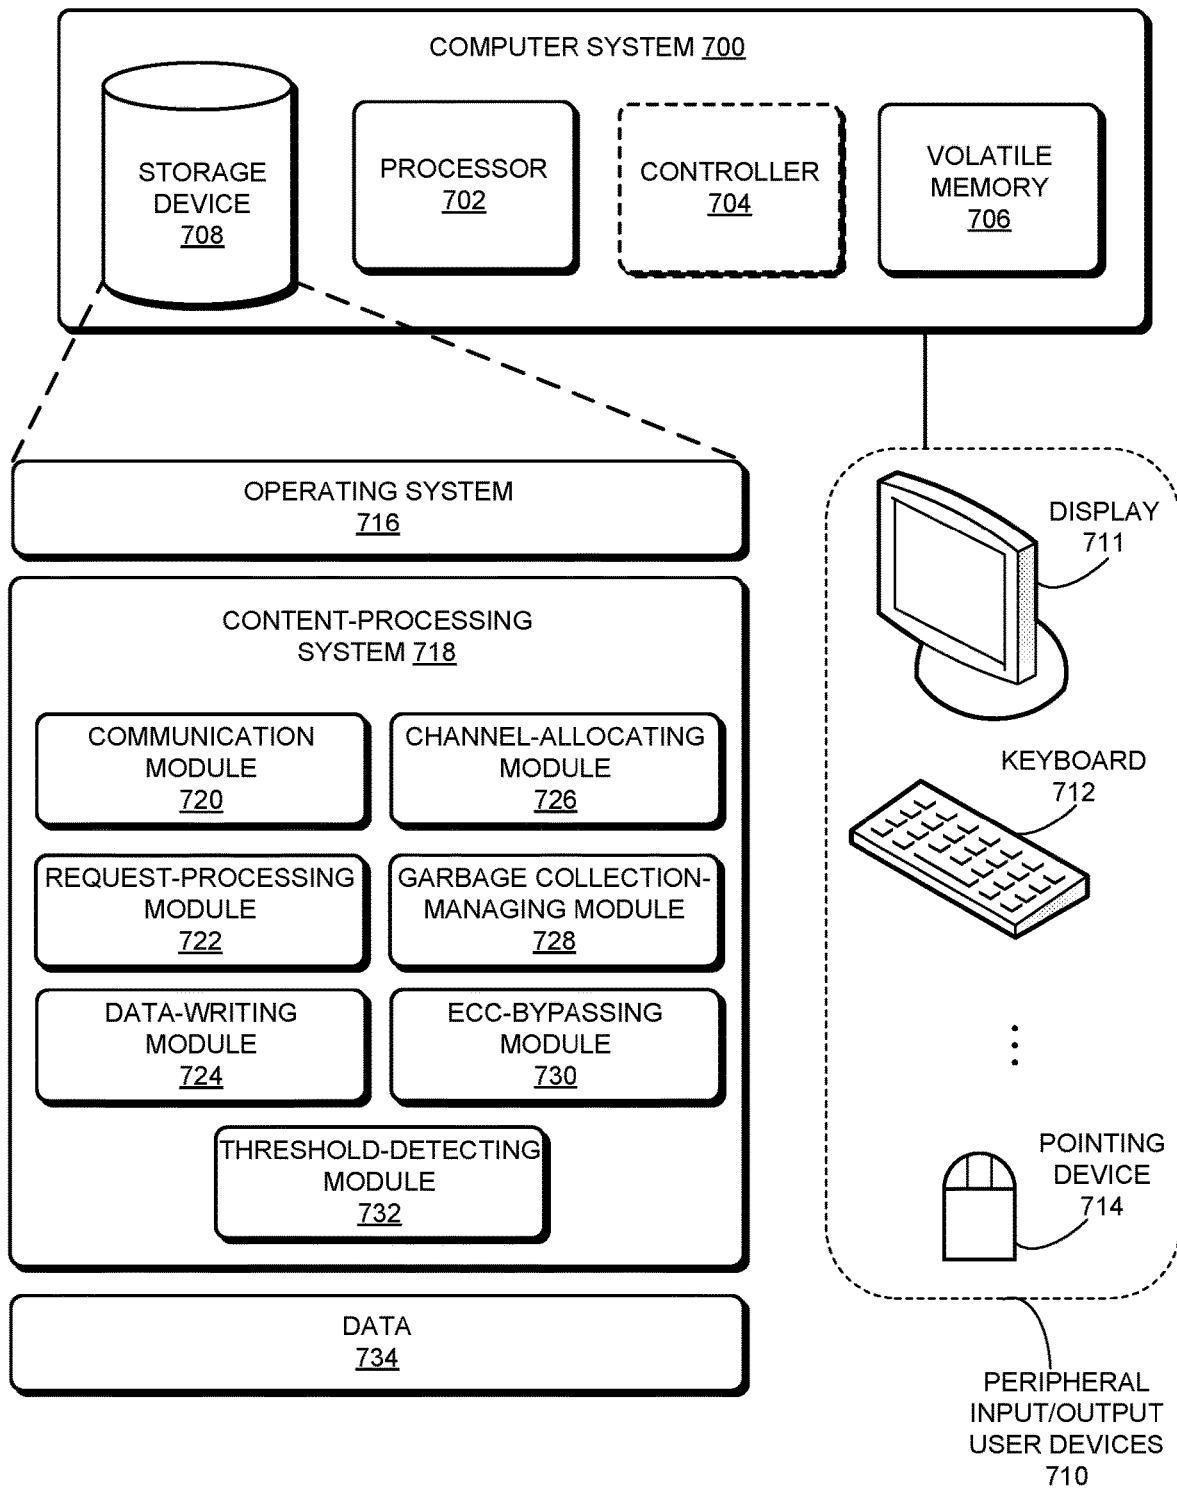 COMPUTER SYSTEM 700
STORAGE
DEVICE
708
PROCESSOR
702
CONTROLLER
704
VOLATILE
MEMORY
706
OPERATING SYSTEM
716
CONTENT-PROCESSING
SYSTEM 718
COMMUNICATION
MODULE
720
CHANNEL-ALLOCATING
MODULE
726
REQUEST-PROCESSING
MODULE
722
GARBAGE COLLECTION-
MANAGING MODULE
728
DATA-WRITING
MODULE
724
ECC-BYPASSING
MODULE
730
THRESHOLD-DETECTING
MODULE
732
DATA
734
DISPLAY
711
KEYBOARD
712
POINTING
DEVICE
714
PERIPHERAL
INPUT/OUTPUT
USER DEVICES
710